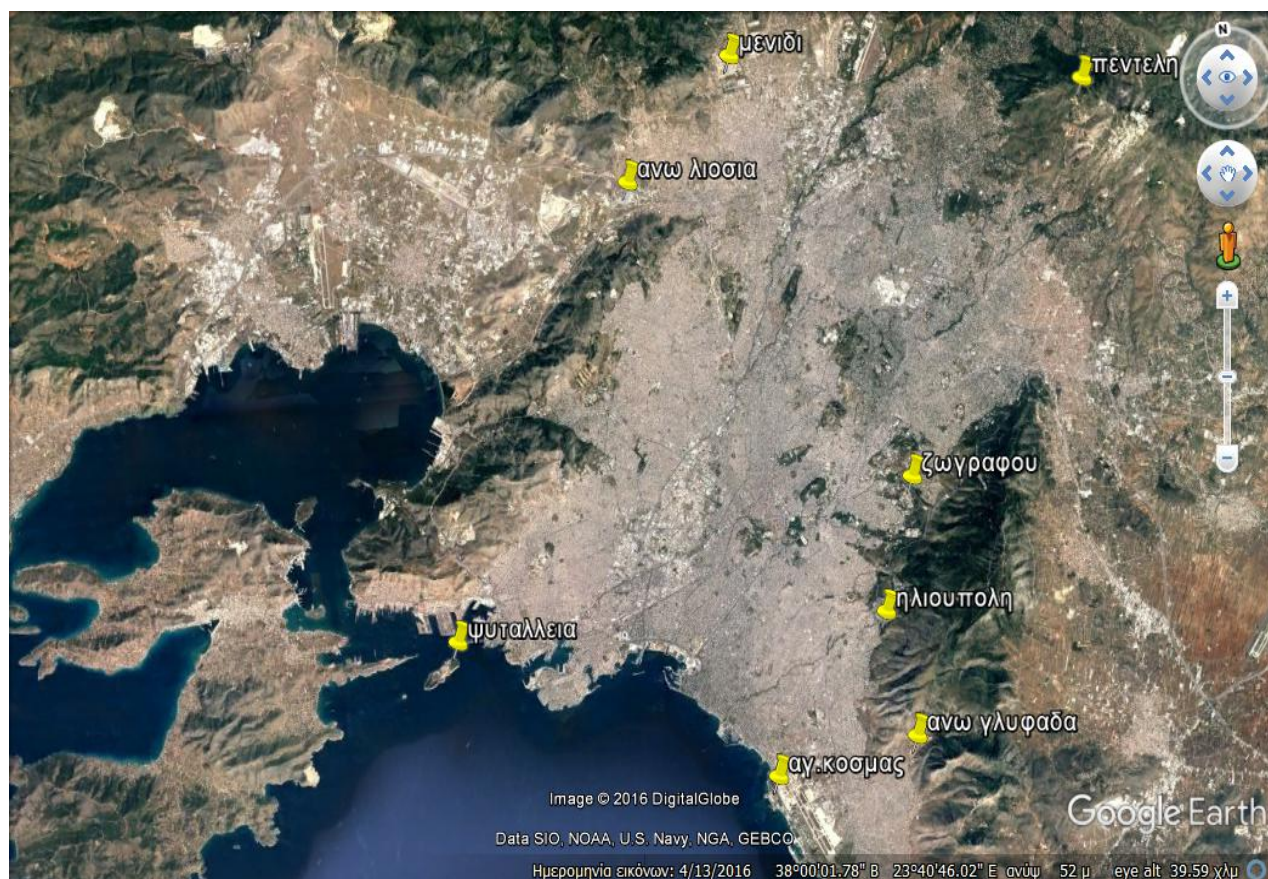 N
μενιδι
πεντελη
ανω λιοσια
ζωγραφου
ηλιουπολη
ψυταλλεια
ανω γλυφαδα
αγ.κοσμας
Image © 2016 DigitalGlobe
Google Earth
Data SIO, NOAA, U.S. Navy, NGA, GEBCO
Ημερομηνία εικόνων: 4/13/2016 38°00'01.78" Β 23°40'46.02" Ε ανύψ 52 μ eye alt 39.59 χλμ